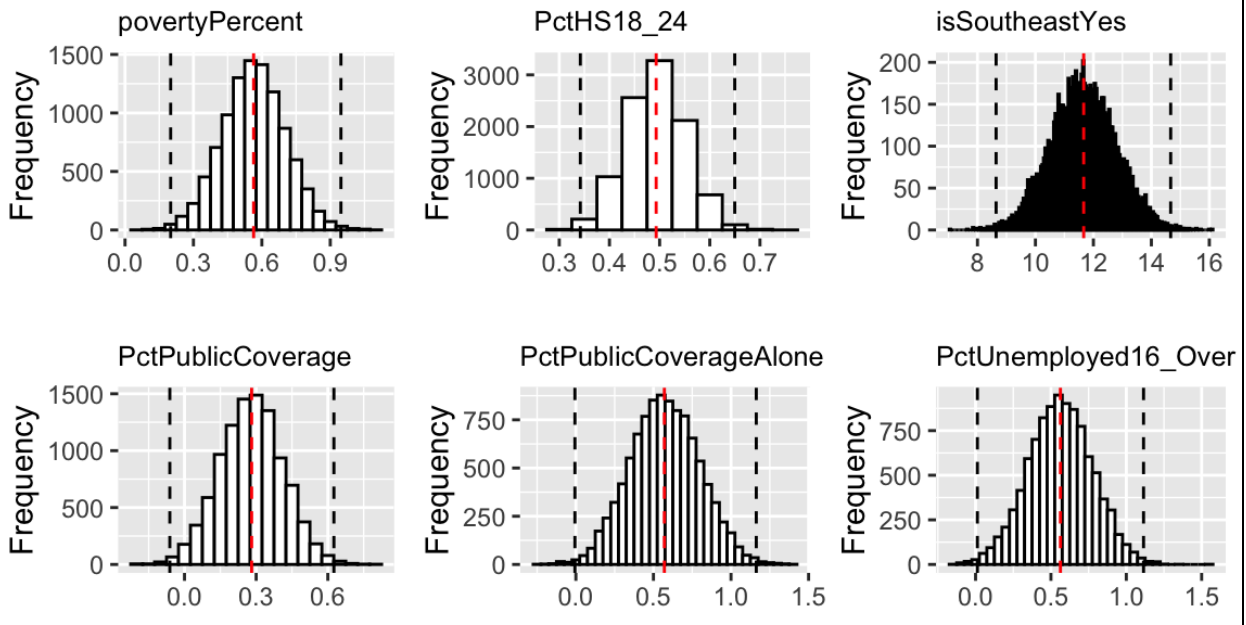 povertyPercent
PctHS18_24
isSoutheastYes
Frequency
1500
1000
500
0
0.0 0.3 0.6 0.9
Frequency
3000
2000
1000
0
0.3 0.4 0.5 0.6 0.7
Frequency
200
150
100
50
0
8 10 12 14 16
PctPublicCoverage
PctPublicCoverageAlone
PctUnemployed16_Over
Frequency
1500
1000
500
0
0.0 0.3 0.6
Frequency
750
500
250
0
0.0 0.5 1.0 1.5
Frequency
750
500
250
0
0.0 0.5 1.0 1.5